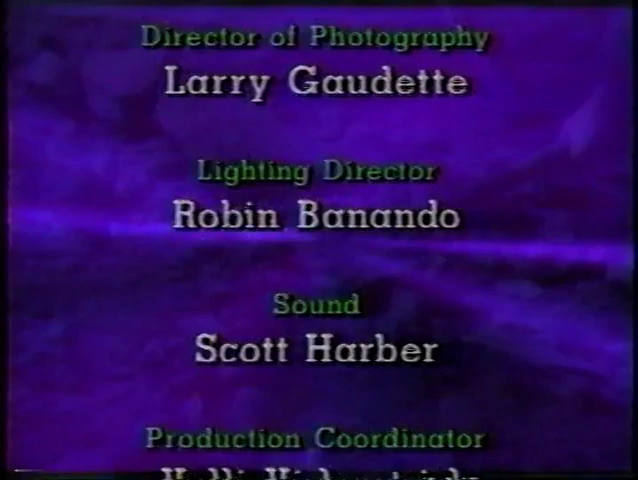 Director of Photography
Larry Gaudette
Lighting Director
Robin Banando
Sound
Scott Harber
Production Coordinator